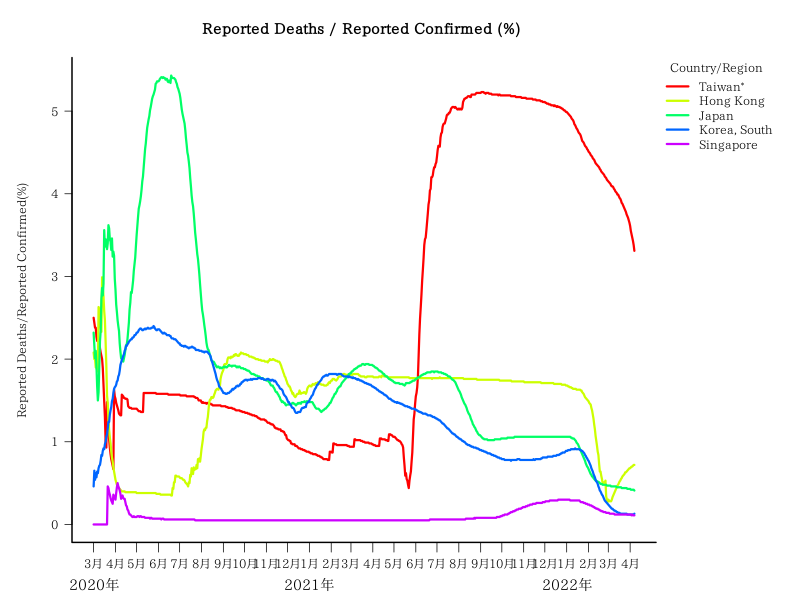 Reported Deaths / Reported Confirmed (%)
Country/Region
Taiwan*
Hong Kong
Japan
Korea, South
Singapore
Reported Deaths/Reported Confirmed(%)
5
4
3
2
1
0
3月 4月 5月 6月 7月 8月 9月 10月 11月 12月 1月 2月 3月 4月 5月 6月 7月 8月 9月 10月 11月 12月 1月 2月 3月 4月
2020年 2021年 2022年